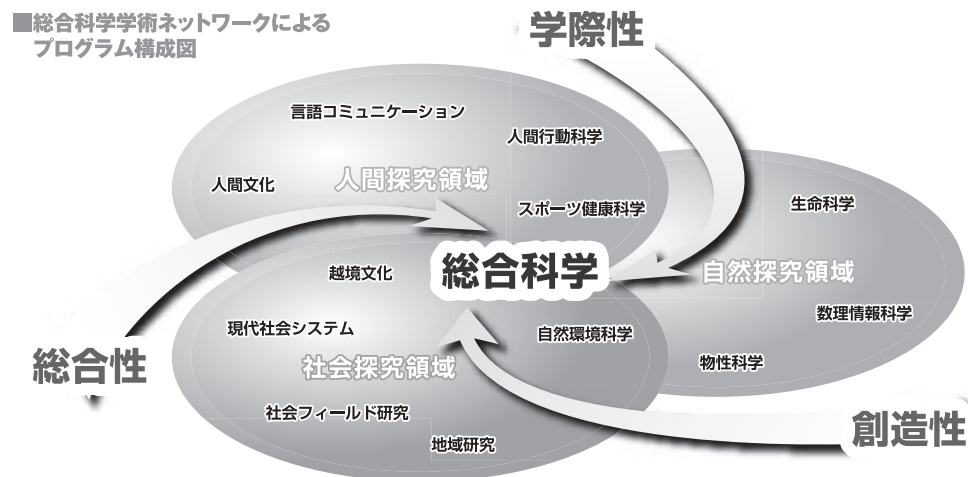 ■総合科学学術ネットワークによる
プログラム構成図
学際性
言語コミュニケーション
人間行動科学
人間文化
人間探究領域
スポーツ健康科学
生命科学
越境文化
総合科学
自然探究領域
現代社会システム
自然環境科学
数理情報科学
総合性
社会探究領域
物性科学
社会フィールド研究
地域研究
創造性